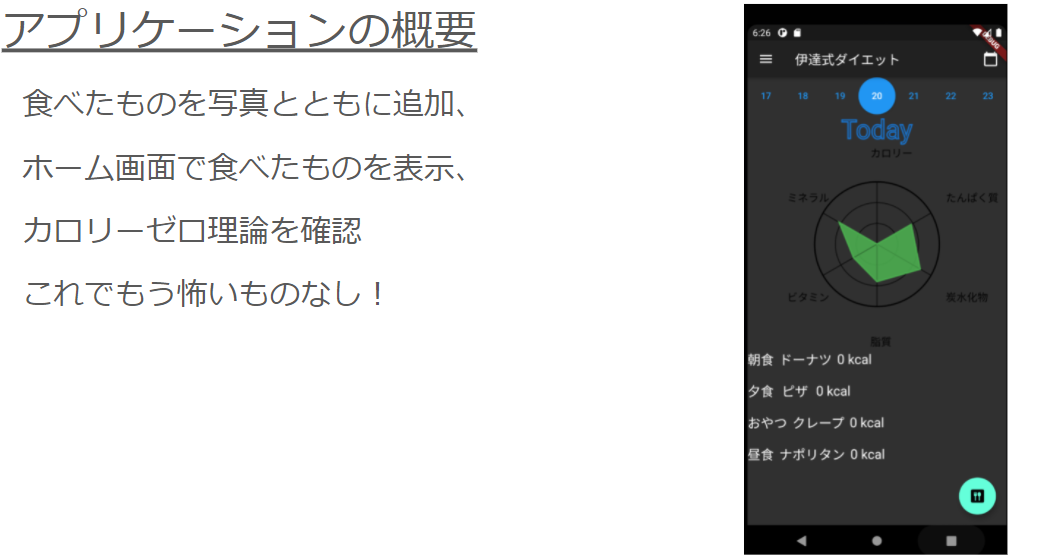 アプリケーションの概要
食べたものを写真とともに追加、
ホーム画面で食べたものを表示、
カロリーゼロ理論を確認
これでもう怖いものなし！
6:26
DEBUG
伊達式ダイエット
17 18 19 20 21 22 23
Today
カロリー
ミネラル
たんぱく質
ビタミン
炭水化物
脂質
朝食 ドーナツ 0 kcal
夕食 ピザ 0 kcal
おやつ クレープ 0 kcal
昼食 ナポリタン 0 kcal